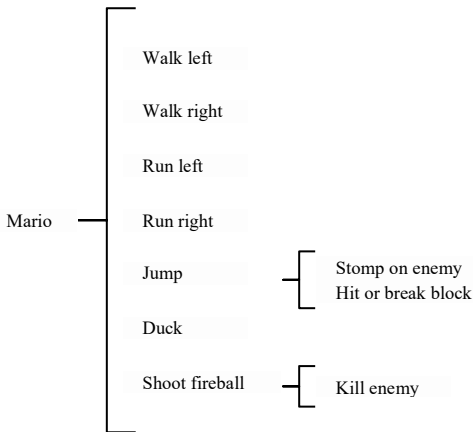 Walk left
Walk right
Run left
Mario
Run right
Jump
Stomp on enemy
Hit or break block
Duck
Shoot fireball
Kill enemy